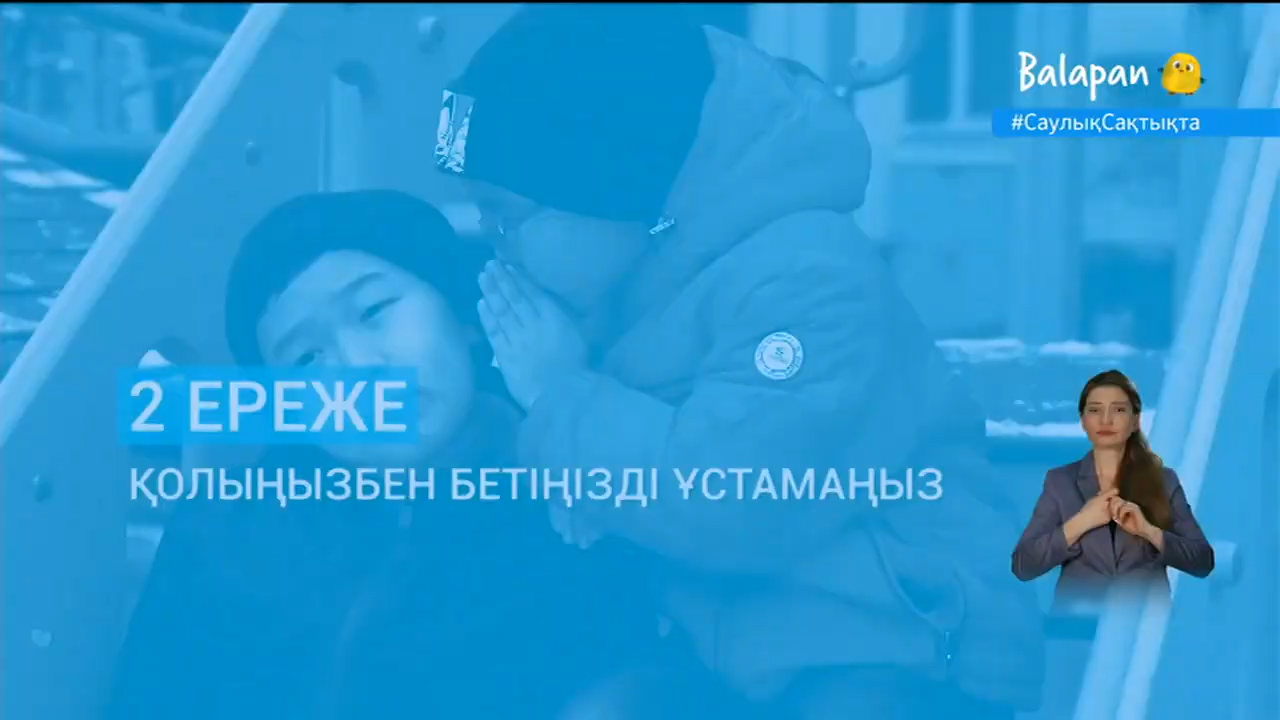 Balapan
#СаулықСақтықта
2 ЕРЕЖЕ
ҚОЛЫҢЫЗБЕН БЕТІҢІЗДІ ҰСТАМАҢЫЗ